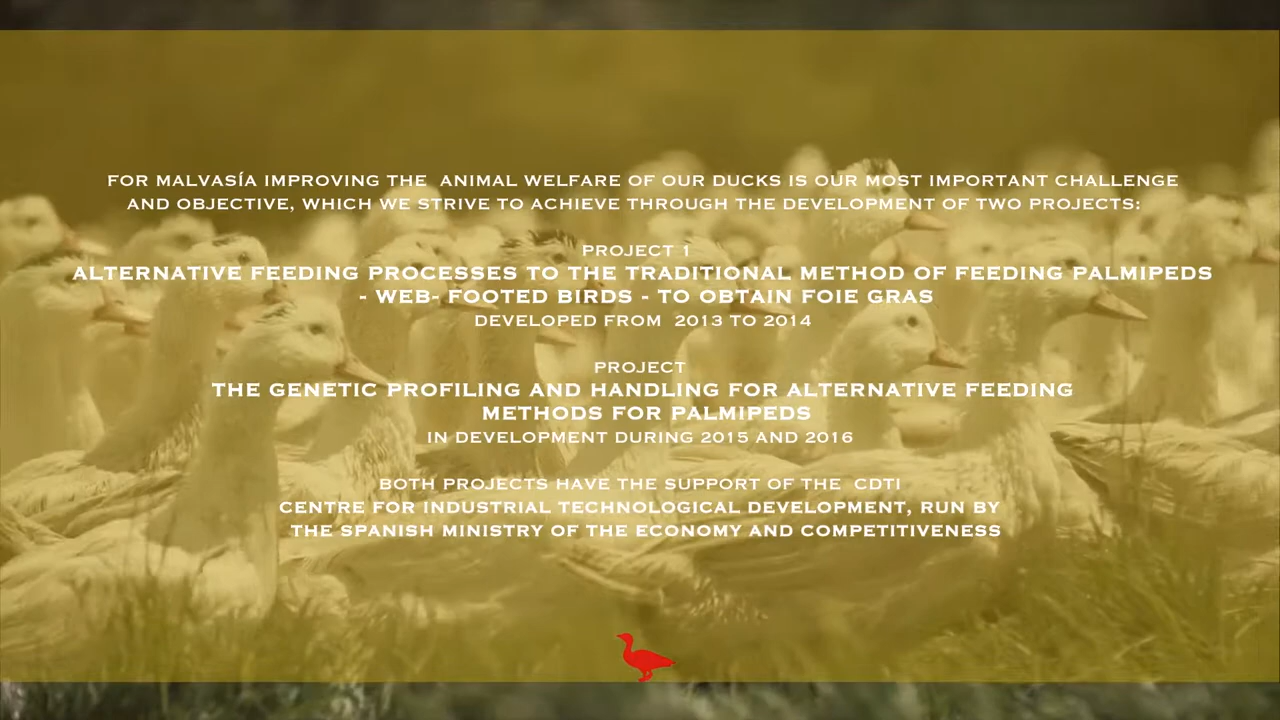 FOR MALVASÍA IMPROVING THE ANIMAL WELFARE OF OUR DUCKS IS OUR MOST IMPORTANT CHALLENGE
AND OBJECTIVE, WHICH WE STRIVE TO ACHIEVE THROUGH THE DEVELOPMENT OF TWO PROJECTS:
PROJECT 1
ALTERNATIVE FEEDING PROCESSES TO THE TRADITIONAL METHOD OF FEEDING PALMIPEDS
- WEB- FOOTED BIRDS - TO OBTAIN FOIE GRAS
DEVELOPED FROM 2013 TO 2014
PROJECT
THE GENETIC PROFILING AND HANDLING FOR ALTERNATIVE FEEDING
METHODS FOR PALMIPEDS
IN DEVELOPMENT DURING 2015 AND 2016
BOTH PROJECTS HAVE THE SUPPORT OF THE CDTI
CENTRE FOR INDUSTRIAL TECHNOLOGICAL DEVELOPMENT, RUN BY
THE SPANISH MINISTRY OF THE ECONOMY AND COMPETITIVENESS